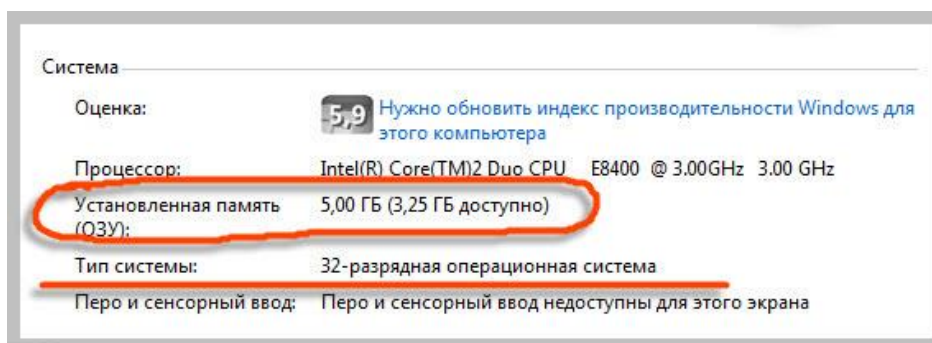 Система
Оценка:
5,9 Нужно обновить индекс производительности Windows для
этого компьютера
Процессор: Intel(R) Core(TM)2 Duo CPU E8400 @ 3.00GHz 3.00 GHz
Установленная память 5,00 ГБ (3,25 ГБ доступно)
(ОЗУ):
Тип системы: 32-разрядная операционная система
Перо и сенсорный ввод: Перо и сенсорный ввод недоступны для этого экрана